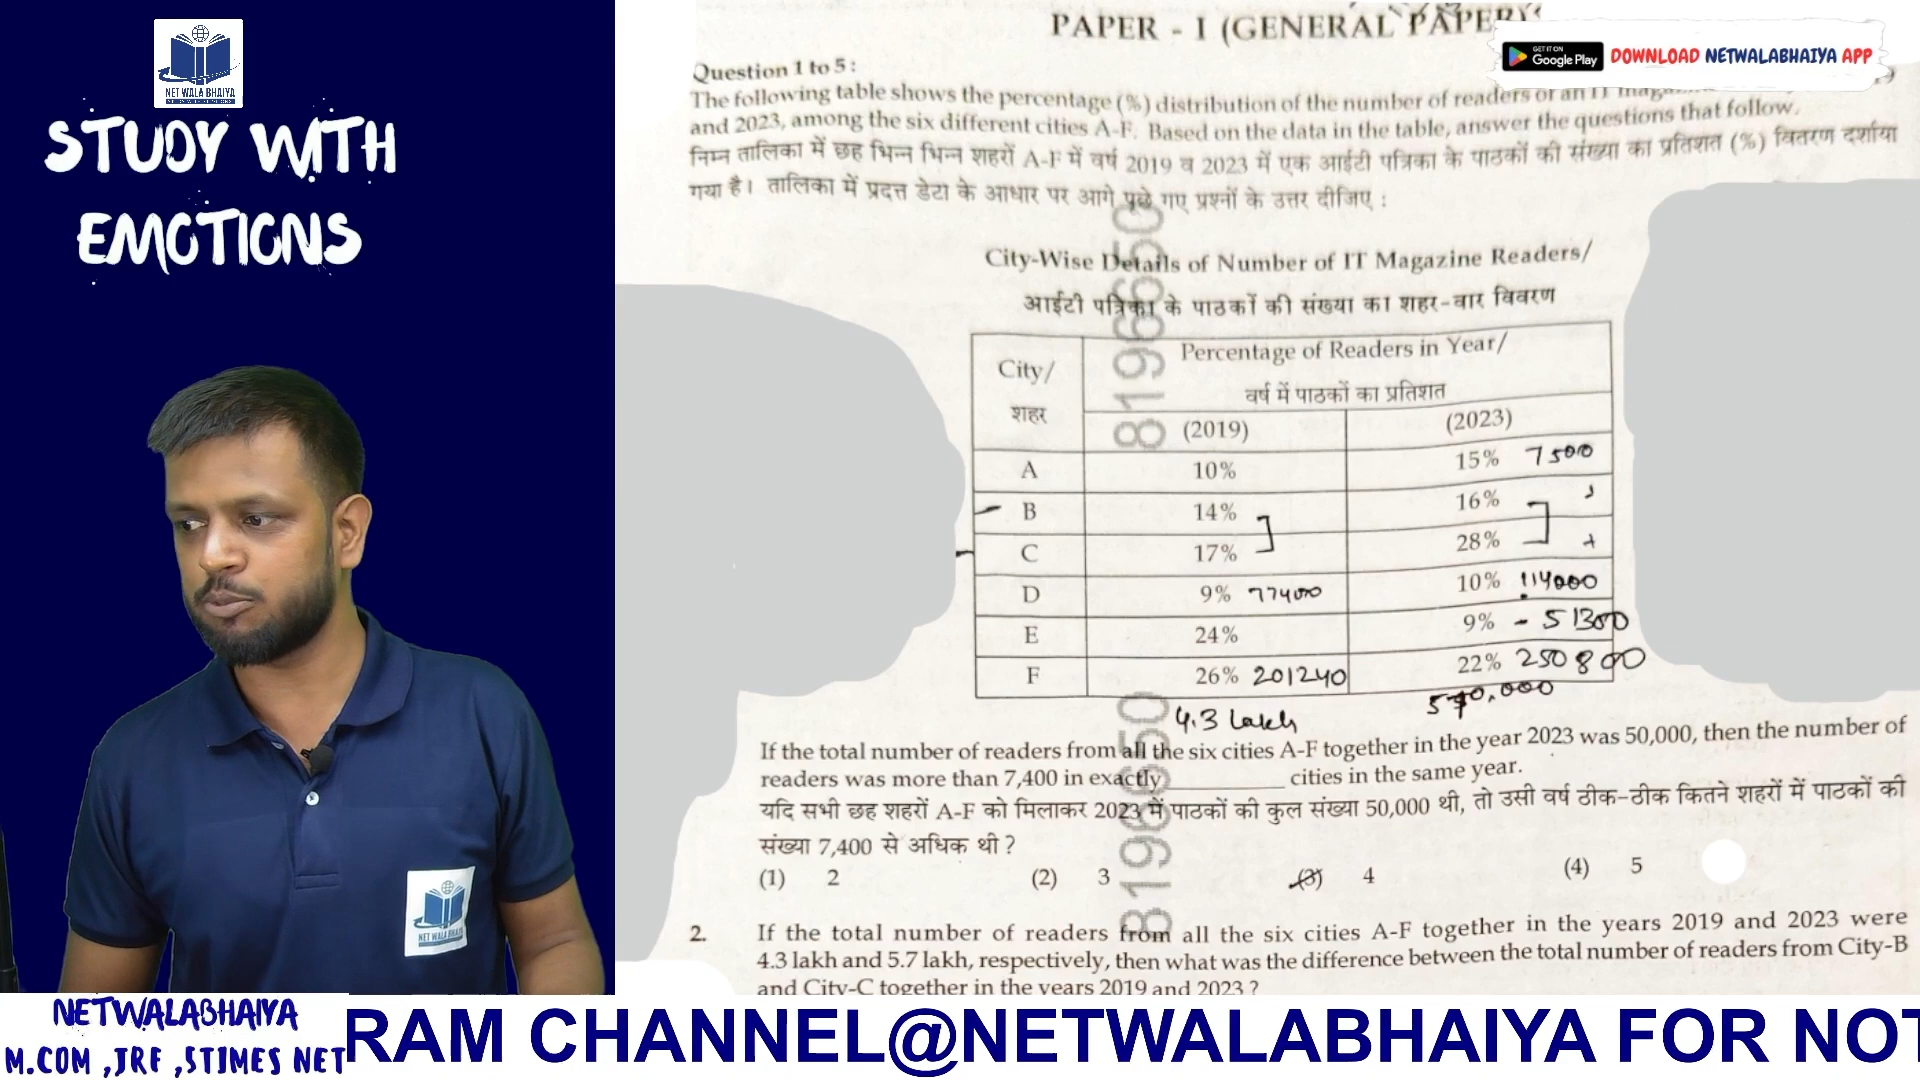 NET WALA BHAIYA
STUDY WITH
EMOTIONS
NET WALA BHAIYA
NETWALABHAIYA
M.COM ,JRF ,5TIMES NET
PAPER - I (GENERAL PAPER)
GET IT ON
Google Play
DOWNLOAD NETWALABHAIYA APP
Question 1 to 5 :
The following table shows the percentage (%) distribution of the number of readers of an IT
and 2023, among the six different cities A-F. Based on the data in the table, answer the questions that follow.
निम्न तालिका में छह भिन्न भिन्न शहरों A-F में वर्ष 2019 व 2023 में एक आईटी पत्रिका के पाठकों की संख्या का प्रतिशत (%) वितरण दर्शाया
गया है। तालिका में प्रदत्त डेटा के आधार पर आगे पूछे गए प्रश्नों के उत्तर दीजिए :
City-Wise Details of Number of IT Magazine Readers/
आईटी पत्रिका के पाठकों की संख्या का शहर-वार विवरण
City/
शहर
Percentage of Readers in Year/
वर्ष में पाठकों का प्रतिशत
(2019) (2023)
A 10% 15% 7500
B 14% 16%
C 17% 28%
D 9% 77400 10% 114000
E 24% 9% - 51300
F 26% 201240 22% 250800
4.3 Lakh 570,000
8196650
8196650
If the total number of readers from all the six cities A-F together in the year 2023 was 50,000, then the number of
readers was more than 7,400 in exactly __________ cities in the same year.
यदि सभी छह शहरों A-F को मिलाकर 2023 में पाठकों की कुल संख्या 50,000 थी, तो उसी वर्ष ठीक-ठीक कितने शहरों में पाठकों की
संख्या 7,400 से अधिक थी ?
(1) 2 (2) 3 (3) 4 (4) 5
2. If the total number of readers from all the six cities A-F together in the years 2019 and 2023 were
4.3 lakh and 5.7 lakh, respectively, then what was the difference between the total number of readers from City-B
and City-C together in the years 2019 and 2023 ?
RAM CHANNEL@NETWALABHAIYA FOR NOT